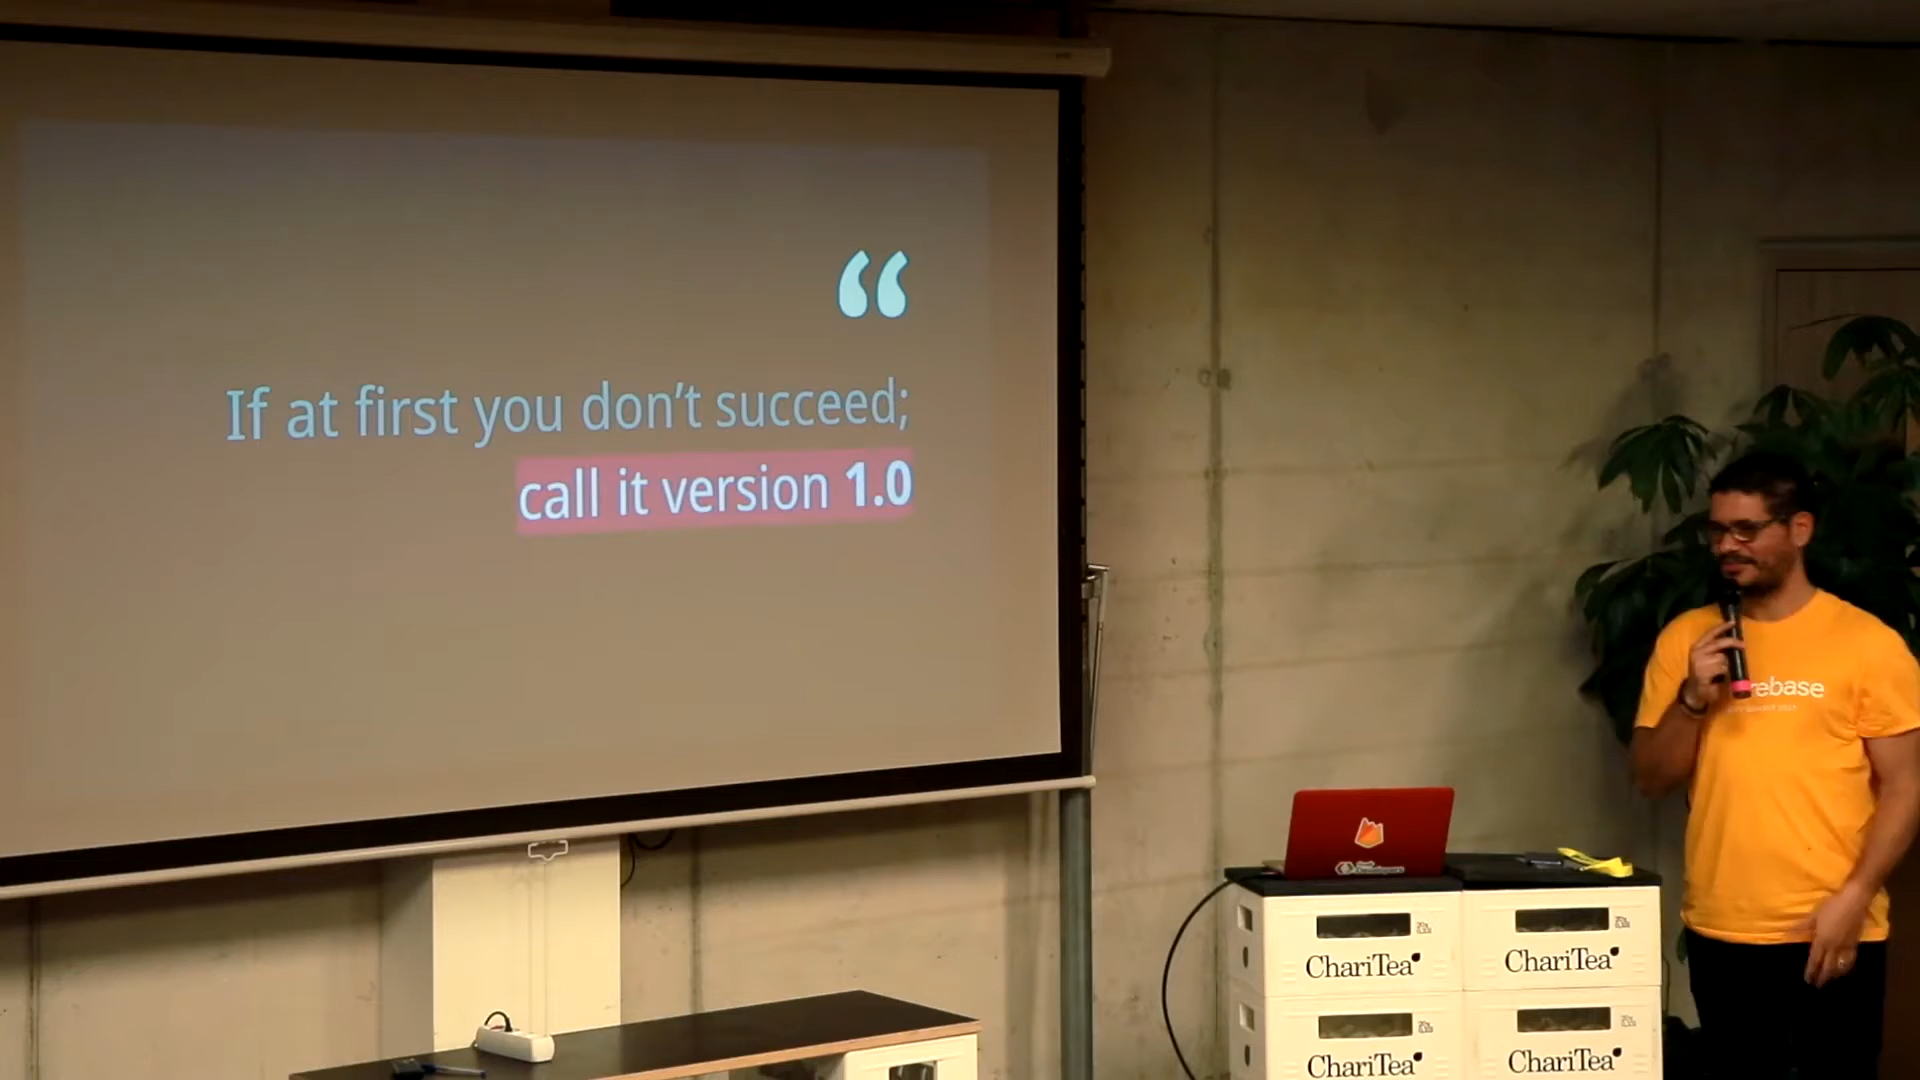 “
If at first you don’t succeed;
call it version 1.0
rebase
ChariTea
ChariTea
ChariTea
ChariTea